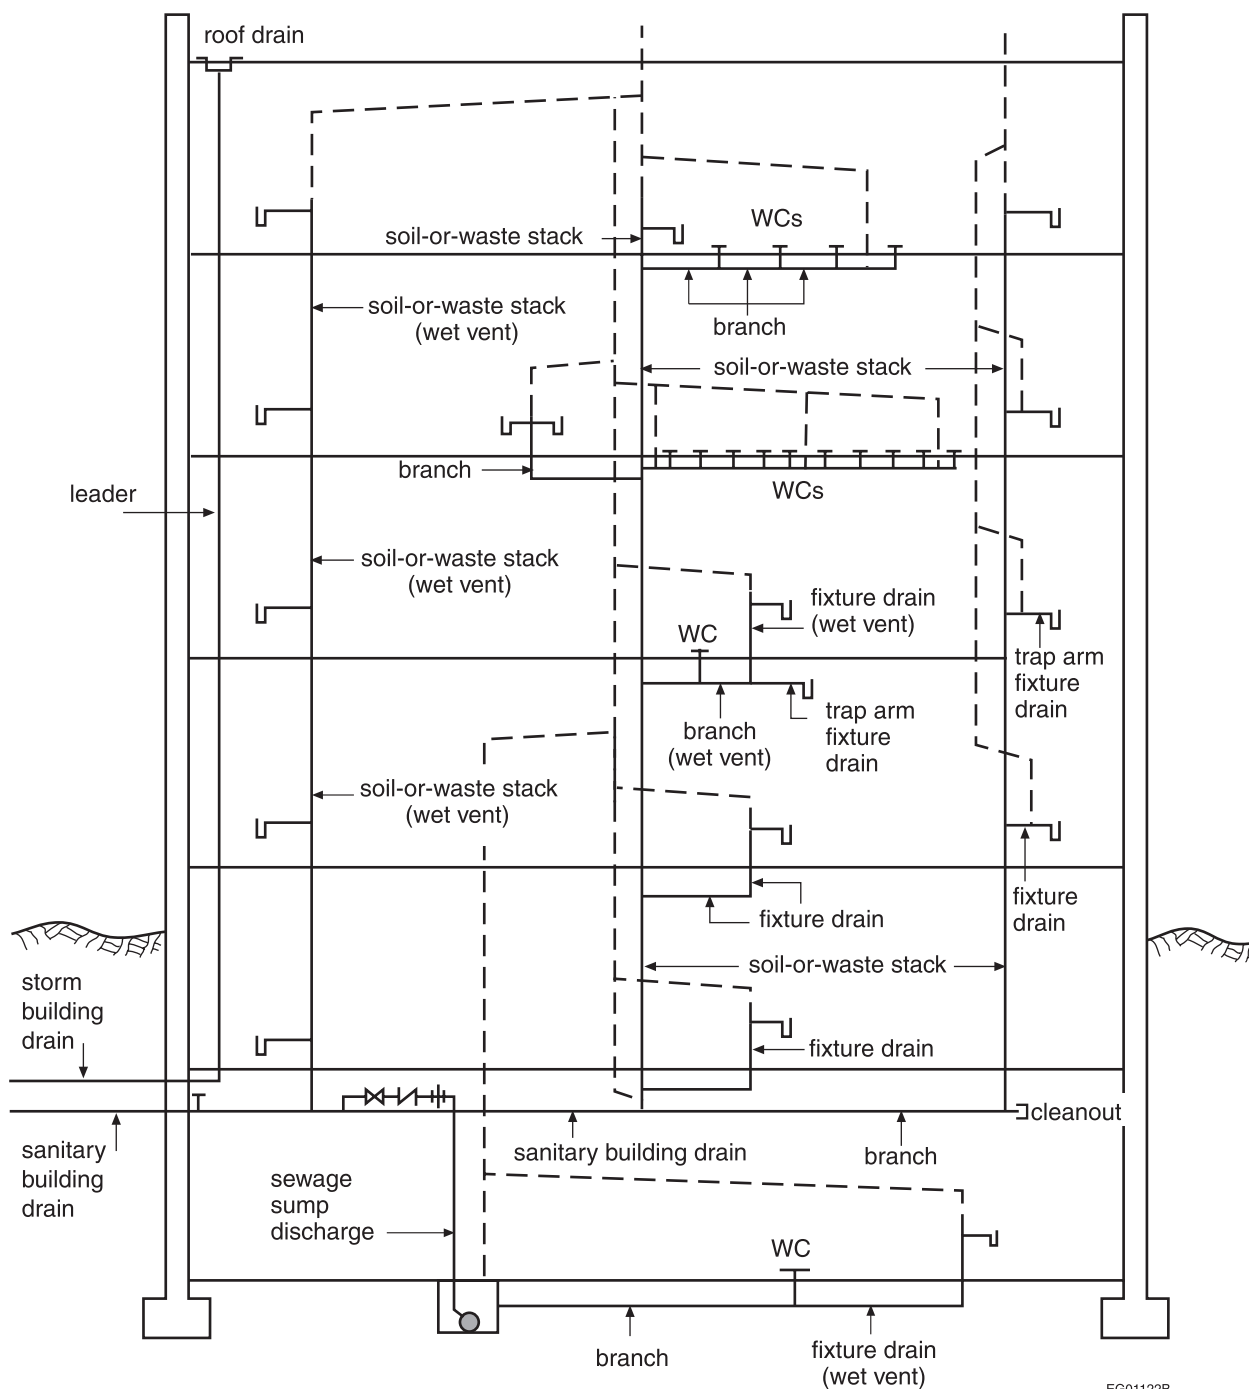 roof drain
WCs
soil-or-waste stack
soil-or-waste stack
(wet vent)
branch
soil-or-waste stack
branch
WCs
leader
soil-or-waste stack
(wet vent)
fixture drain
(wet vent)
WC
trap arm
fixture
drain
trap arm
fixture
drain
branch
(wet vent)
soil-or-waste stack
(wet vent)
fixture
drain
fixture drain
soil-or-waste stack
storm
building
drain
fixture drain
cleanout
sanitary
building
drain
sanitary building drain
branch
sewage
sump
discharge
WC
fixture drain
(wet vent)
branch
EG01122B